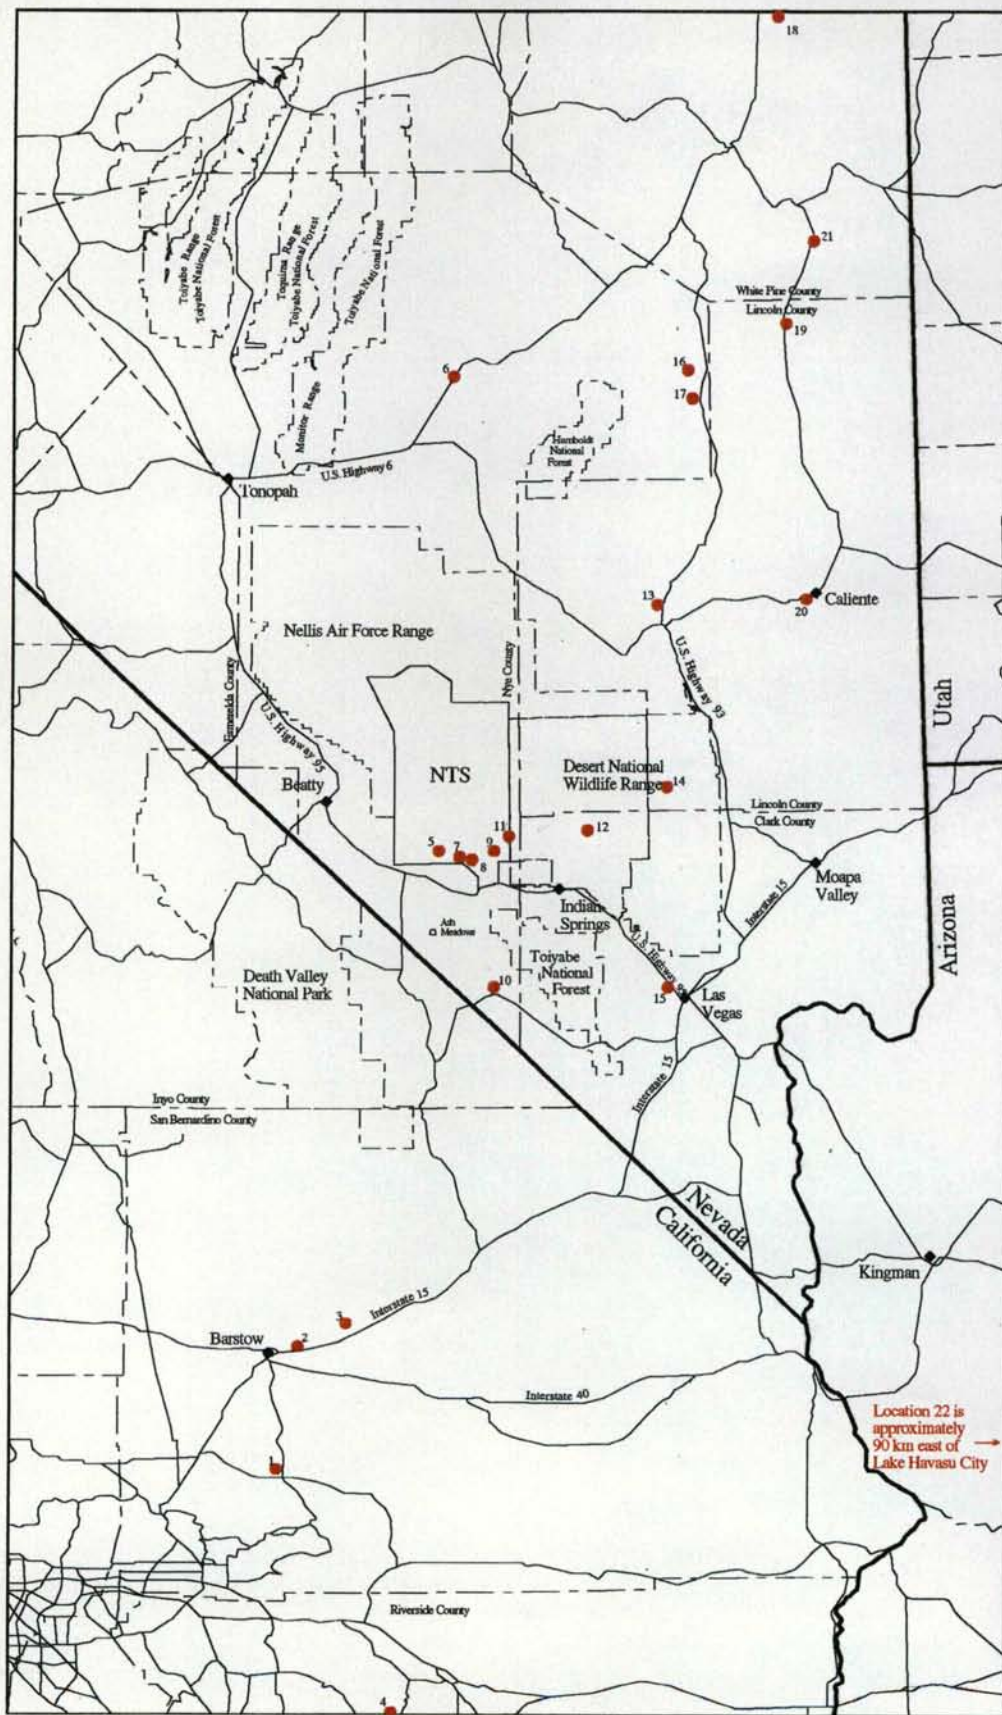 18
21
White Pine County
Lincoln County
19
16
17
6
Toiyabe Range
Toiyabe National Forest
Toquima Range
Toiyabe National Forest
Toiyabe National Forest
Monitor Range
Humboldt
National
Forest
U.S. Highway 6
Tonopah
13
20
Caliente
Nellis Air Force Range
Nye County
Esmeralda County
U.S. Highway 95
U.S. Highway 93
Utah
Arizona
NTS
Desert National
Wildlife Range
14
Beatty
Lincoln County
Clark County
12
11
5
7
9
8
Moapa
Valley
Interstate 15
Indian
Springs
U.S. Highway
Ash
Meadows
Toiyabe
National
Forest
Death Valley
National Park
10
15
Las
Vegas
Interstate 15
Inyo County
San Bernardino County
Nevada
California
Kingman
3
Interstate 15
Barstow
2
Interstate 40
Location 22 is
approximately
90 km east of
Lake Havasu City
1
Riverside County
4